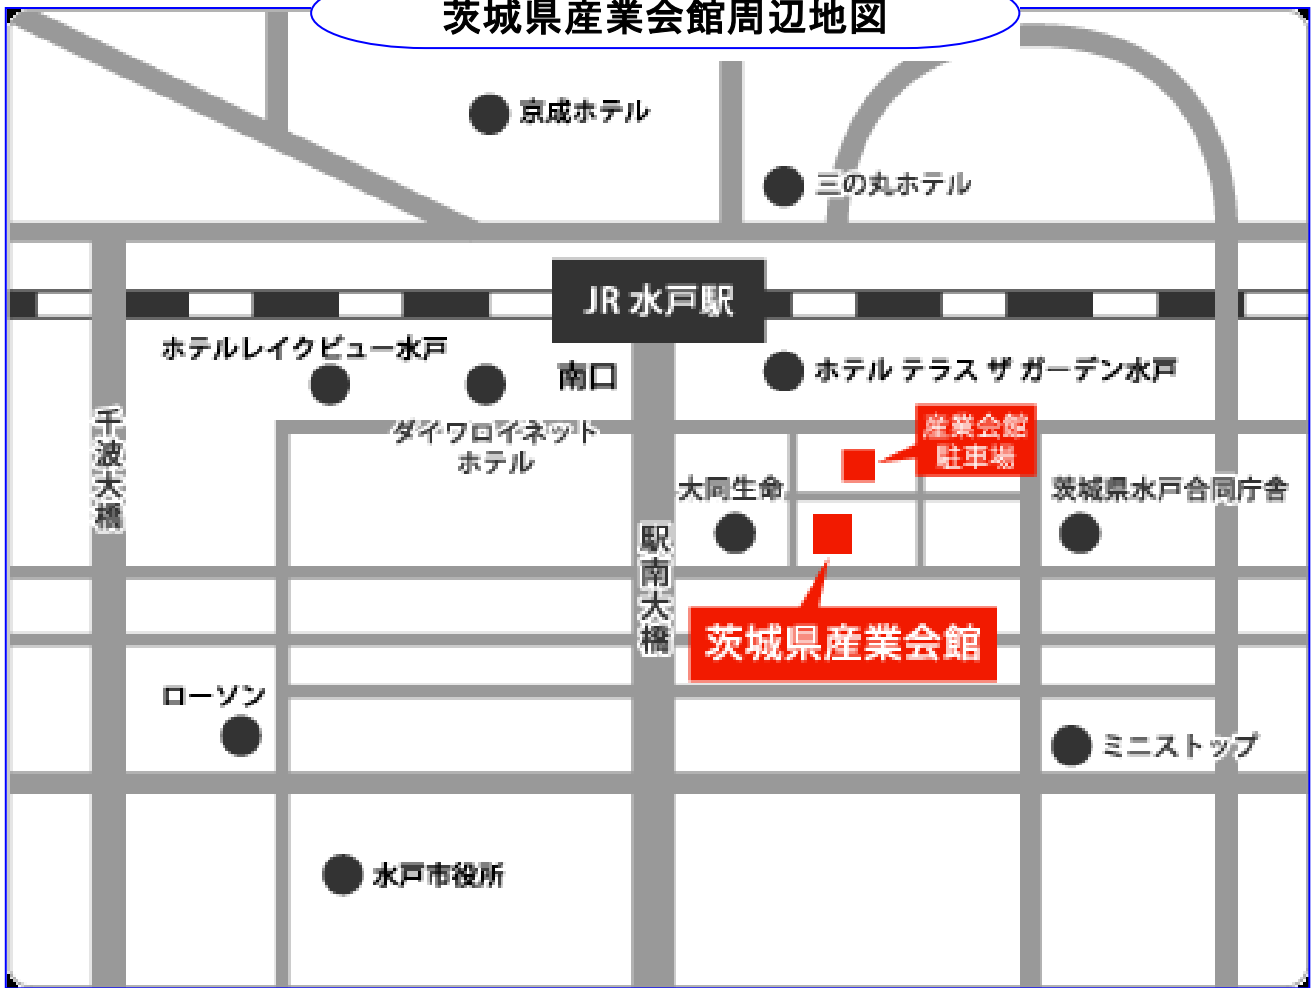 茨城県産業会館周辺地図
京成ホテル
三の丸ホテル
JR 水戸駅
ホテルレイクビュー水戸
南口
ホテル テラス ザ ガーデン水戸
ダイワロイネット
ホテル
千波大橋
産業会館
駐車場
大同生命
茨城県水戸合同庁舎
駅南大橋
茨城県産業会館
ローソン
ミニストップ
水戸市役所